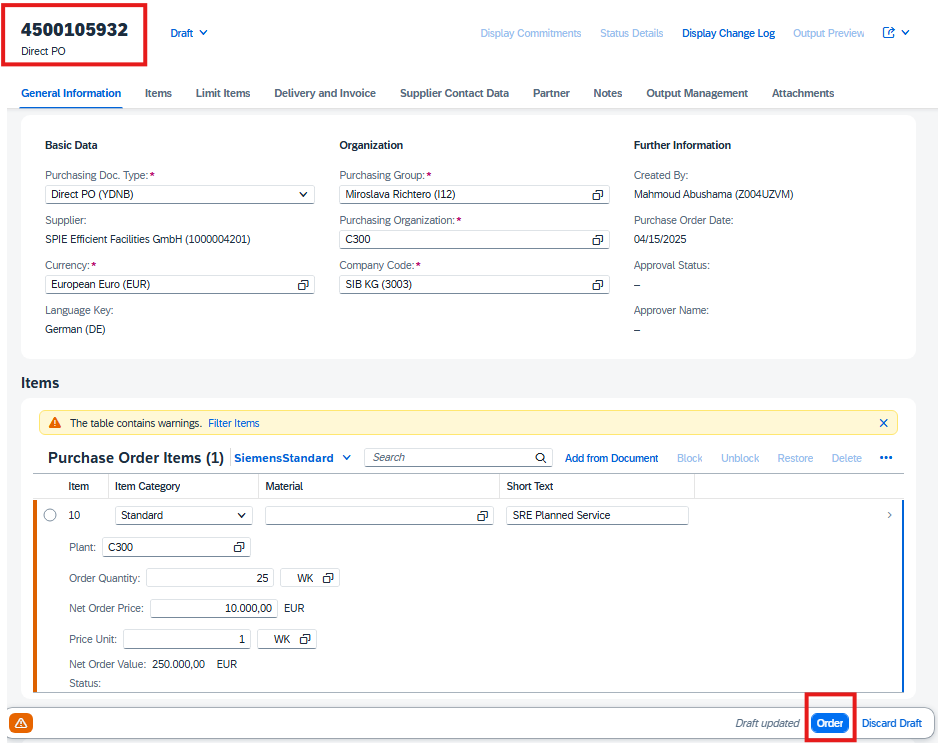 4500105932
Direct PO
Draft
Display Commitments Status Details Display Change Log Output Preview
General Information Items Limit Items Delivery and Invoice Supplier Contact Data Partner Notes Output Management Attachments
Basic Data
Purchasing Doc. Type:*
Direct PO (YDNB)
Supplier:
SPIE Efficient Facilities GmbH (1000004201)
Currency:*
European Euro (EUR)
Language Key:
German (DE)
Organization
Purchasing Group:*
Miroslava Richtero (I12)
Purchasing Organization:*
C300
Company Code:*
SIB KG (3003)
Further Information
Created By:
Mahmoud Abushama (Z004UZVM)
Purchase Order Date:
04/15/2025
Approval Status:
–
Approver Name:
–
Items
The table contains warnings. Filter Items
Purchase Order Items (1) SiemensStandard Search Add from Document Block Unblock Restore Delete
Item Item Category Material Short Text
10 Standard SRE Planned Service
Plant: C300
Order Quantity: 25 WK
Net Order Price: 10.000,00 EUR
Price Unit: 1 WK
Net Order Value: 250.000,00 EUR
Status:
Draft updated Order Discard Draft